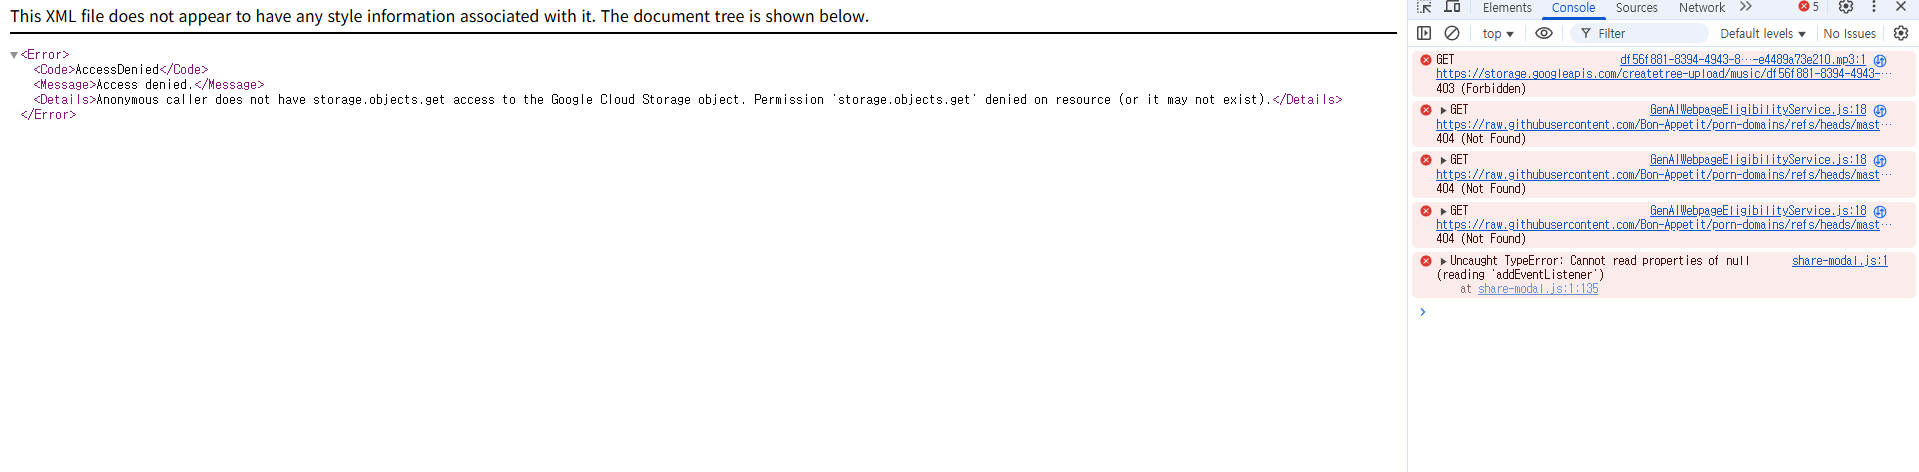 This XML file does not appear to have any style information associated with it. The document tree is shown below.
▼<Error>
<Code>AccessDenied</Code>
<Message>Access denied.</Message>
<Details>Anonymous caller does not have storage.objects.get access to the Google Cloud Storage object. Permission 'storage.objects.get' denied on resource (or it may not exist).</Details>
</Error>
Elements Console Sources Network 5
top ▼ Filter Default levels ▼ No Issues
GET df56f881-8394-4943-8…-e4489a73e210.mp3:1
https://storage.googleapis.com/createtree-upload/music/df56f881-8394-4943-…
403 (Forbidden)
▶GET GenAIWebpageEligibilityService.js:18
https://raw.githubusercontent.com/Bon-Appetit/porn-domains/refs/heads/mast…
404 (Not Found)
▶GET GenAIWebpageEligibilityService.js:18
https://raw.githubusercontent.com/Bon-Appetit/porn-domains/refs/heads/mast…
404 (Not Found)
▶GET GenAIWebpageEligibilityService.js:18
https://raw.githubusercontent.com/Bon-Appetit/porn-domains/refs/heads/mast…
404 (Not Found)
▶Uncaught TypeError: Cannot read properties of null share-modal.js:1
(reading 'addEventListener')
at share-modal.js:1:135